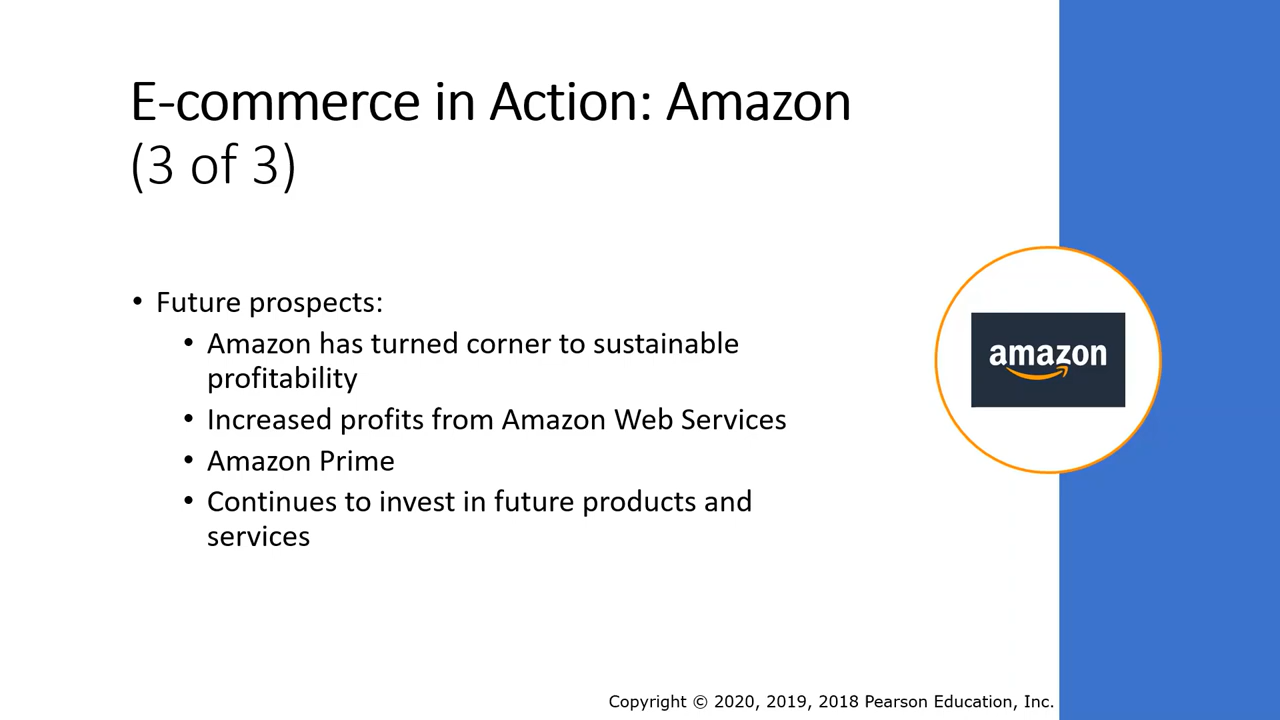 E-commerce in Action: Amazon
(3 of 3)
• Future prospects:
• Amazon has turned corner to sustainable
profitability
• Increased profits from Amazon Web Services
• Amazon Prime
• Continues to invest in future products and
services
amazon
Copyright © 2020, 2019, 2018 Pearson Education, Inc.